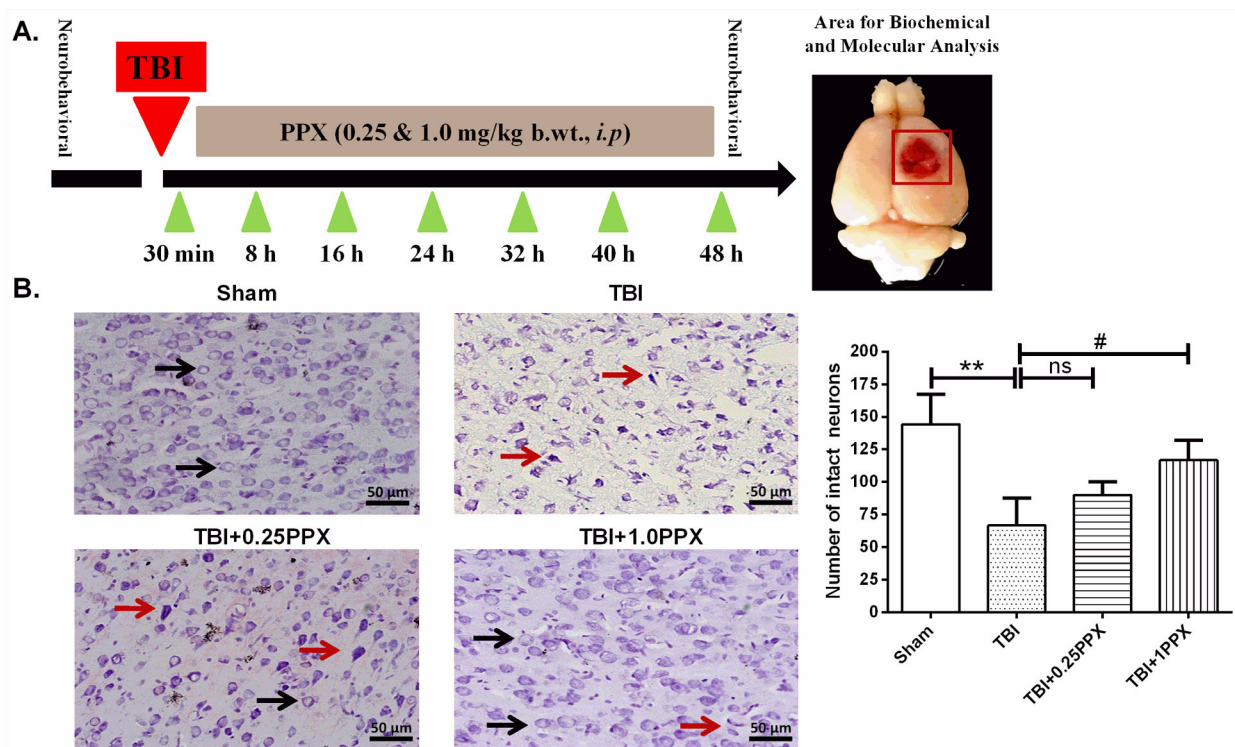 A.
Neurobehavioral
TBI
PPX (0.25 & 1.0 mg/kg b.wt., i.p)
Neurobehavioral
30 min 8 h 16 h 24 h 32 h 40 h 48 h
Area for Biochemical
and Molecular Analysis
B.
Sham
50 µm
TBI
50 µm
TBI+0.25PPX
50 µm
TBI+1.0PPX
50 µm
Number of intact neurons
200
175
150
125
100
75
50
25
0
#
** ns
Sham
TBI
TBI+0.25PPX
TBI+1PPX